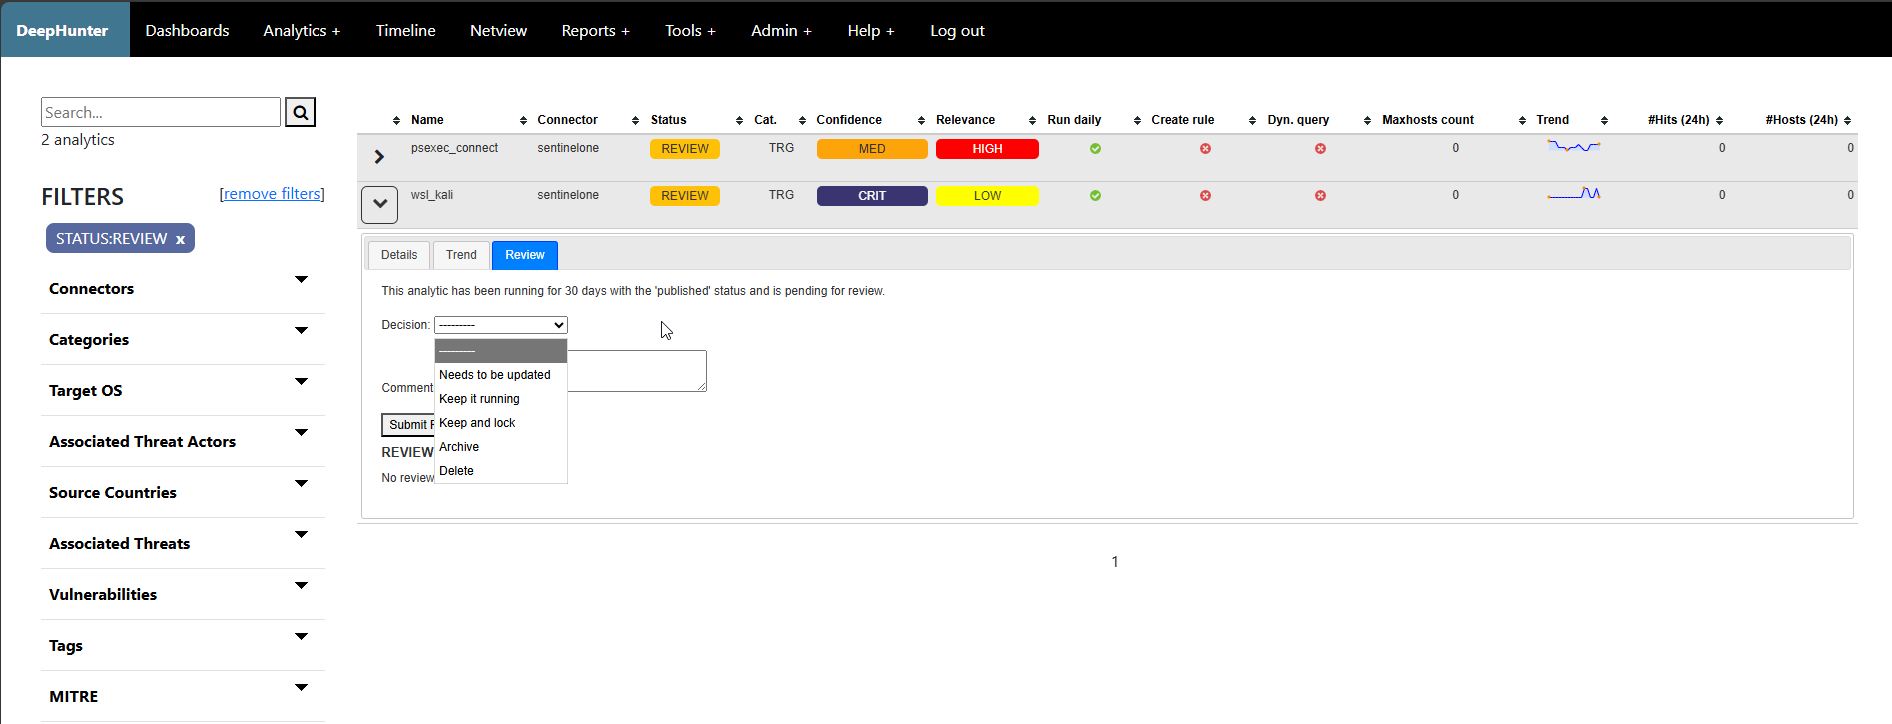 DeepHunter Dashboards Analytics + Timeline Netview Reports + Tools + Admin + Help + Log out
Search...
2 analytics
FILTERS [remove filters]
STATUS:REVIEW x
Connectors
Categories
Target OS
Associated Threat Actors
Source Countries
Associated Threats
Vulnerabilities
Tags
MITRE
Name Connector Status Cat. Confidence Relevance Run daily Create rule Dyn. query Maxhosts count Trend #Hits (24h) #Hosts (24h)
psexec_connect sentinelone REVIEW TRG MED HIGH 0 0 0
wsl_kali sentinelone REVIEW TRG CRIT LOW 0 0 0
Details Trend Review
This analytic has been running for 30 days with the 'published' status and is pending for review.
Decision: ---------
---------
Needs to be updated
Comment
Keep it running
Submit
Keep and lock
REVIEW
Archive
No review
Delete
1